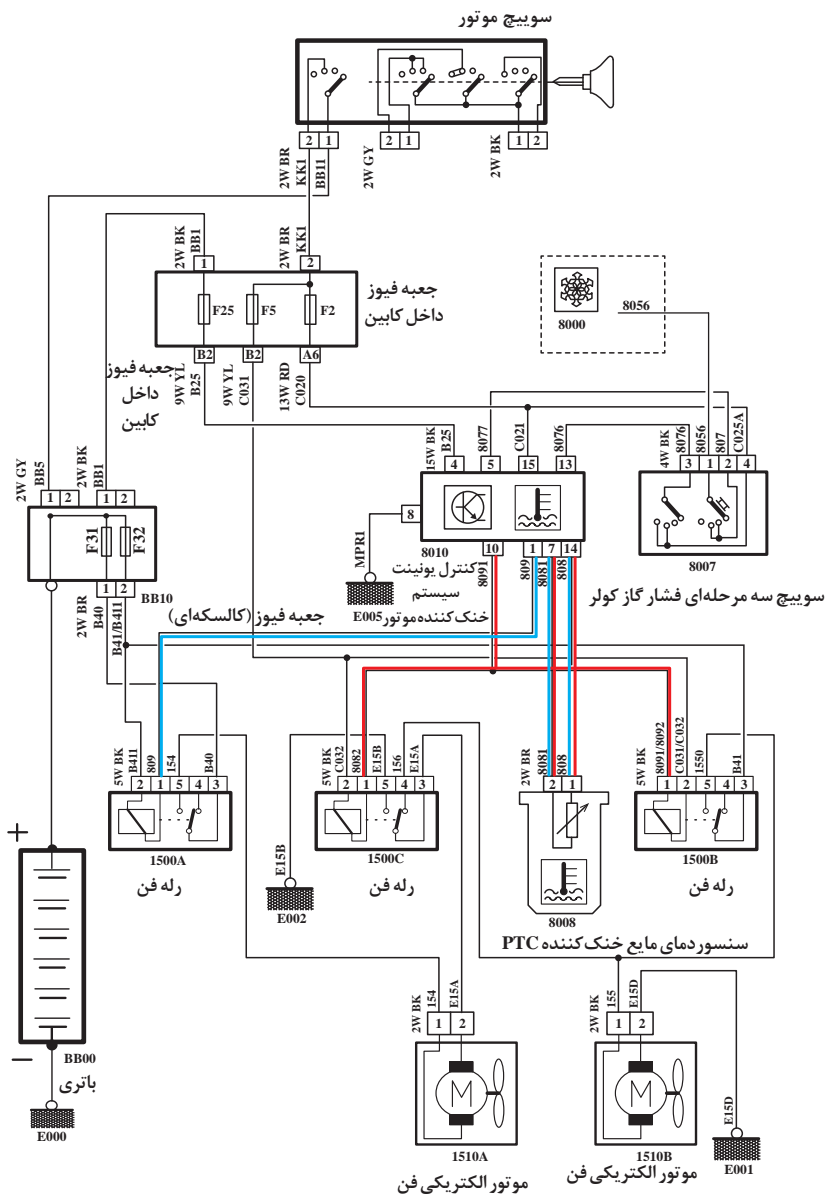 سوییچ موتور
2 1
2 1
1 2
2W BR
KK1
BB11
2W GY
2W BK
2W BK
BB1
2W BR
KK1
1
2
F25
F5
F2
جعبه فیوز
داخل کابین
B2
B2
A6
9W YL
B25
9W YL
C031
13W RD
C020
جعبه فیوز
داخل
کابین
8000
8056
2W GY
BB5
2W BK
BB1
1 2
1 2
F31
F32
1 2
BB10
2W BR
B40
B41/B411
جعبه فیوز (کالسکه‌ای)
15W BK
B25
8077
C021
8076
4
5
15
13
8
8010
10
1
7
14
MPR1
E005
8091
809
8081
808
کنترل یونینت
سیستم
خنک کننده موتور
4W BK
8076
8056
807
C025A
3 1 2 4
8007
سوییچ سه مرحله‌ای فشار گاز کولر
5W BK
B411
809
154
B40
2 1 5 4 3
1500A
رله فن
5W BK
C032
8082
E15B
156
E15A
2 1 5 4 3
1500C
رله فن
E15B
E002
2W BR
8081
808
2 1
8008
سنسور دمای مایع خنک کننده PTC
5W BK
8091/8092
C031/C032
1550
B41
1 2 5 4 3
1500B
رله فن
+
−
BB00
باتری
E000
2W BK
154
E15A
1 2
M
1510A
موتور الکتریکی فن
2W BK
155
E15D
1 2
M
1510B
موتور الکتریکی فن
E15D
E001